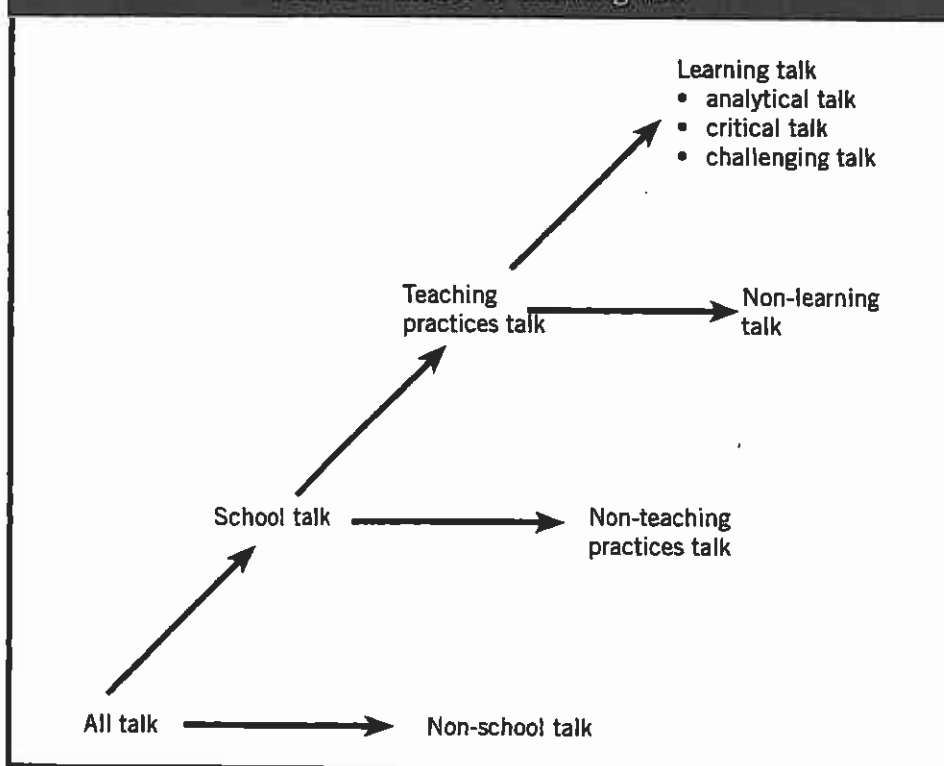 Learning talk
• analytical talk
• critical talk
• challenging talk
Teaching
practices talk
Non-learning
talk
School talk
Non-teaching
practices talk
All talk
Non-school talk